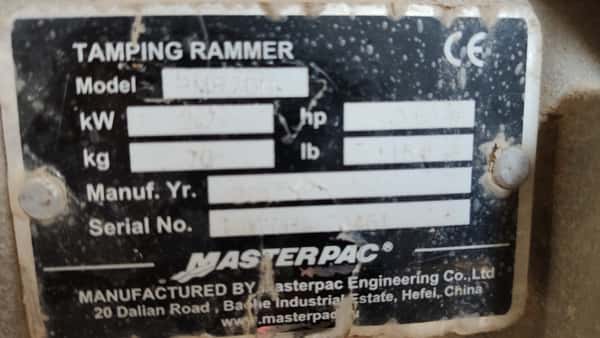 TAMPING RAMMER CE
Model
kW hp
kg 70 lb
Manuf. Yr.
Serial No.
MASTERPAC®
MANUFACTURED BY Masterpac Engineering Co.,Ltd
20 Dalian Road , Baohe Industrial Estate, Hefei, China